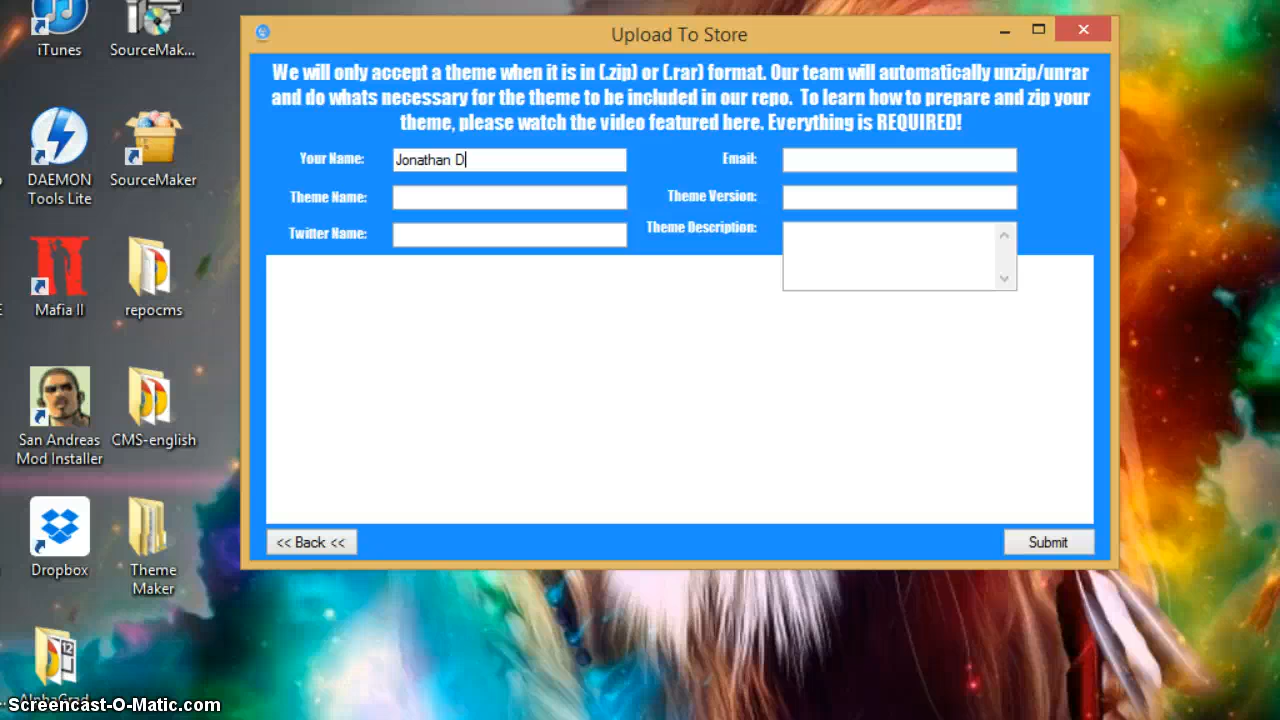 iTunes
SourceMak...
DAEMON
Tools Lite
SourceMaker
Mafia II
repocms
San Andreas
Mod Installer
CMS-english
Dropbox
Theme
Maker
12
AlphaGrad
Upload To Store
We will only accept a theme when it is in (.zip) or (.rar) format. Our team will automatically unzip/unrar
and do whats necessary for the theme to be included in our repo. To learn how to prepare and zip your
theme, please watch the video featured here. Everything is REQUIRED!
Your Name: Jonathan D Email:
Theme Name: Theme Version:
Twitter Name: Theme Description:
<< Back << Submit
Screencast-O-Matic.com